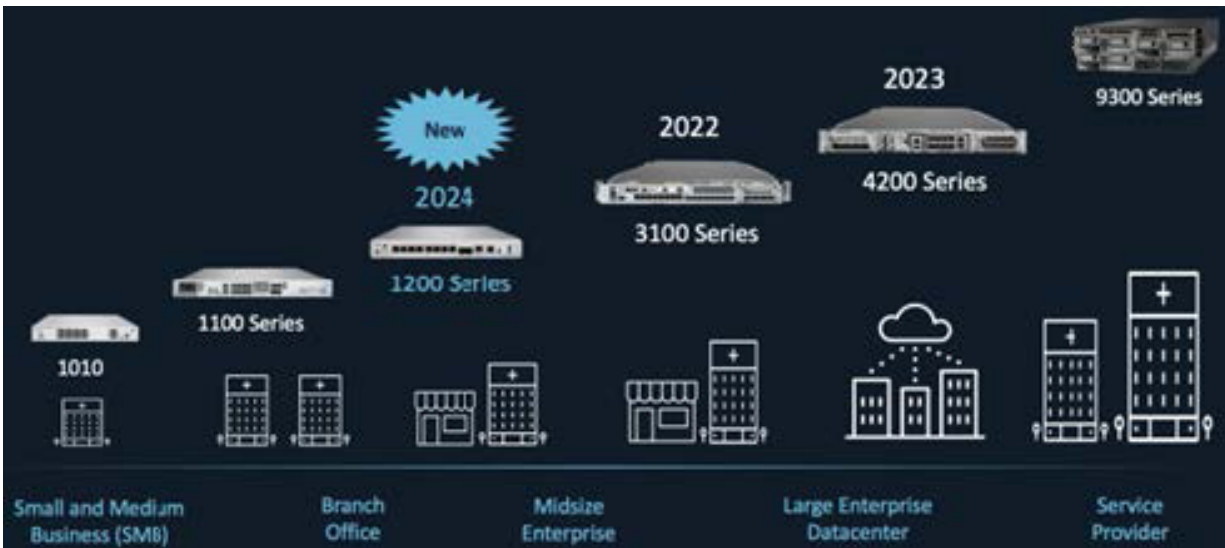 9300 Series
2023
4200 Series
2022
3100 Series
New
2024
1200 Series
1100 Series
1010
Small and Medium
Business (SMB)
Branch
Office
Midsize
Enterprise
Large Enterprise
Datacenter
Service
Provider